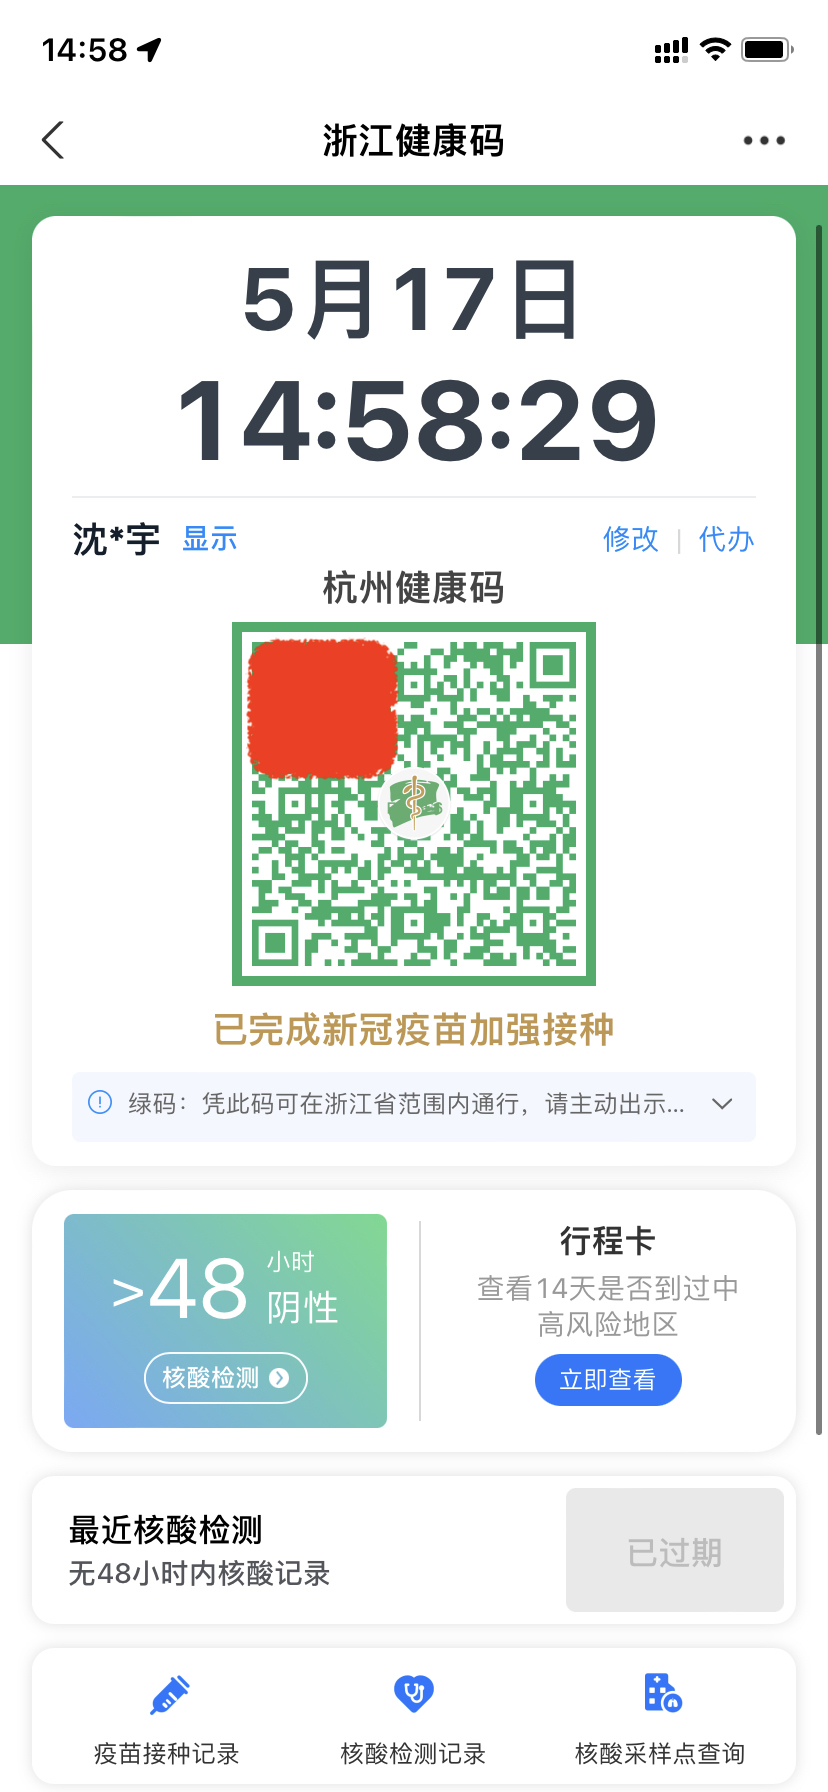 14:58
浙江健康码
5月17日
14:58:29
沈*宇 显示 修改 | 代办
杭州健康码
已完成新冠疫苗加强接种
绿码：凭此码可在浙江省范围内通行，请主动出示...
>48 小时
阴性
核酸检测
行程卡
查看14天是否到过中
高风险地区
立即查看
最近核酸检测
无48小时内核酸记录
已过期
疫苗接种记录 核酸检测记录 核酸采样点查询